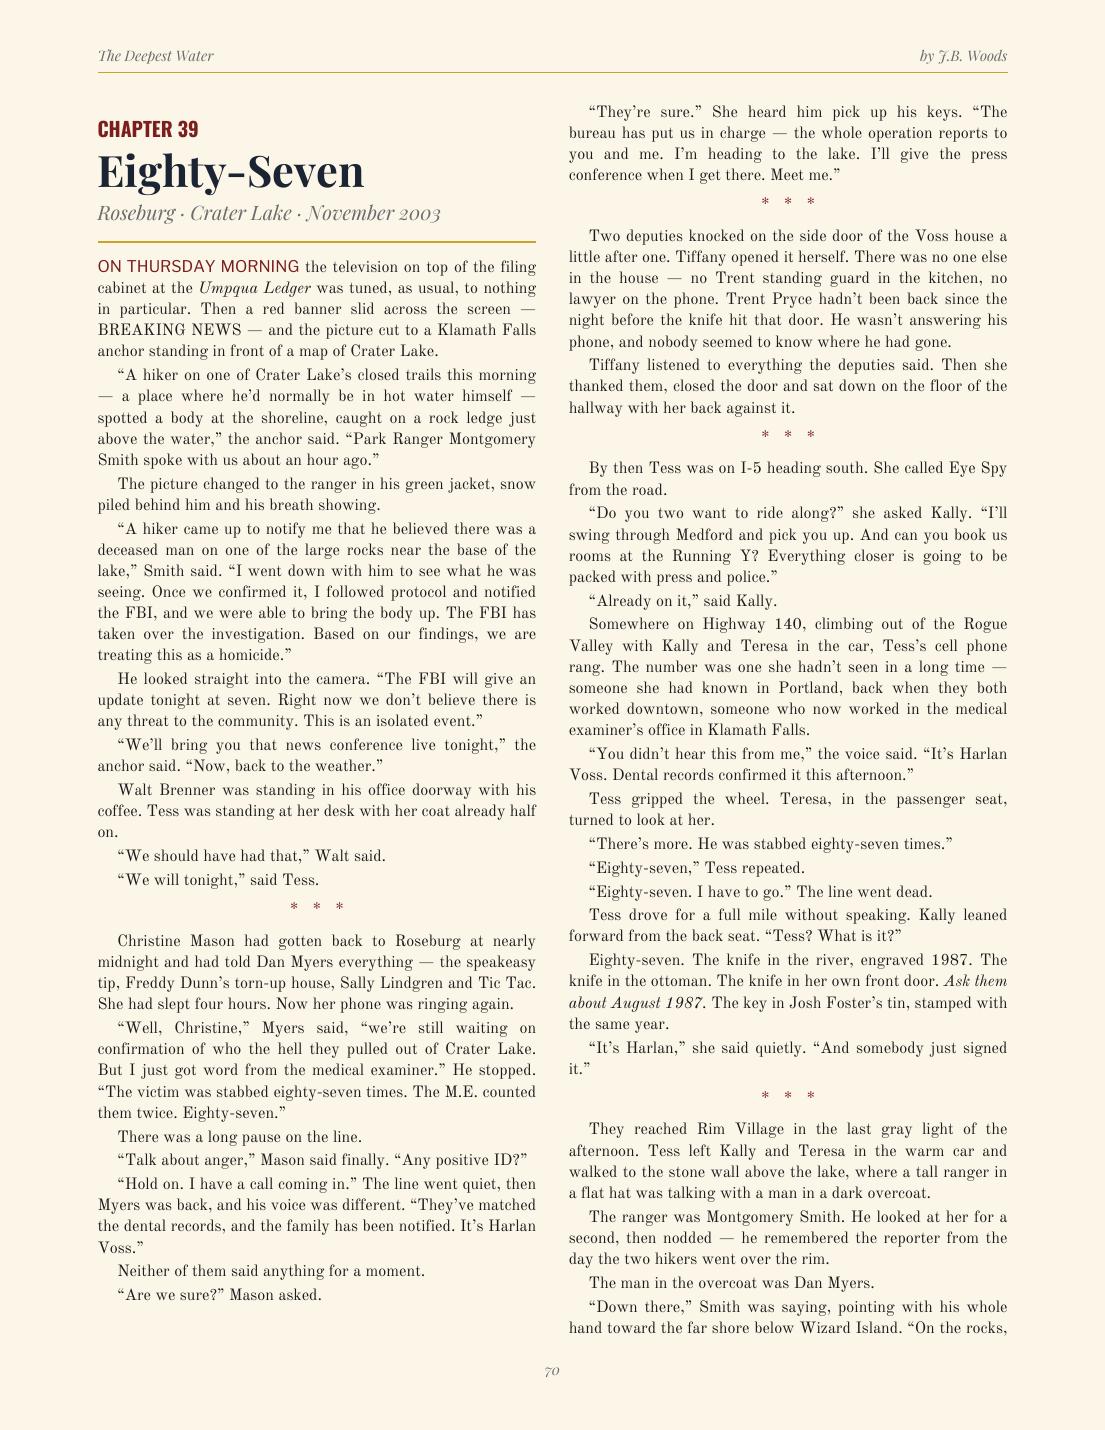 The Deepest Water
by J.B. Woods
CHAPTER 39
Eighty-Seven
Roseburg · Crater Lake · November 2003
ON THURSDAY MORNING the television on top of the filing
cabinet at the Umpqua Ledger was tuned, as usual, to nothing
in particular. Then a red banner slid across the screen —
BREAKING NEWS — and the picture cut to a Klamath Falls
anchor standing in front of a map of Crater Lake.
“A hiker on one of Crater Lake’s closed trails this morning
— a place where he’d normally be in hot water himself —
spotted a body at the shoreline, caught on a rock ledge just
above the water,” the anchor said. “Park Ranger Montgomery
Smith spoke with us about an hour ago.”
The picture changed to the ranger in his green jacket, snow
piled behind him and his breath showing.
“A hiker came up to notify me that he believed there was a
deceased man on one of the large rocks near the base of the
lake,” Smith said. “I went down with him to see what he was
seeing. Once we confirmed it, I followed protocol and notified
the FBI, and we were able to bring the body up. The FBI has
taken over the investigation. Based on our findings, we are
treating this as a homicide.”
He looked straight into the camera. “The FBI will give an
update tonight at seven. Right now we don’t believe there is
any threat to the community. This is an isolated event.”
“We’ll bring you that news conference live tonight,” the
anchor said. “Now, back to the weather.”
Walt Brenner was standing in his office doorway with his
coffee. Tess was standing at her desk with her coat already half
on.
“We should have had that,” Walt said.
“We will tonight,” said Tess.
* * *
Christine Mason had gotten back to Roseburg at nearly
midnight and had told Dan Myers everything — the speakeasy
tip, Freddy Dunn’s torn-up house, Sally Lindgren and Tic Tac.
She had slept four hours. Now her phone was ringing again.
“Well, Christine,” Myers said, “we’re still waiting on
confirmation of who the hell they pulled out of Crater Lake.
But I just got word from the medical examiner.” He stopped.
“The victim was stabbed eighty-seven times. The M.E. counted
them twice. Eighty-seven.”
There was a long pause on the line.
“Talk about anger,” Mason said finally. “Any positive ID?”
“Hold on. I have a call coming in.” The line went quiet, then
Myers was back, and his voice was different. “They’ve matched
the dental records, and the family has been notified. It’s Harlan
Voss.”
Neither of them said anything for a moment.
“Are we sure?” Mason asked.
“They’re sure.” She heard him pick up his keys. “The
bureau has put us in charge — the whole operation reports to
you and me. I’m heading to the lake. I’ll give the press
conference when I get there. Meet me.”
* * *
Two deputies knocked on the side door of the Voss house a
little after one. Tiffany opened it herself. There was no one else
in the house — no Trent standing guard in the kitchen, no
lawyer on the phone. Trent Pryce hadn’t been back since the
night before the knife hit that door. He wasn’t answering his
phone, and nobody seemed to know where he had gone.
Tiffany listened to everything the deputies said. Then she
thanked them, closed the door and sat down on the floor of the
hallway with her back against it.
* * *
By then Tess was on I-5 heading south. She called Eye Spy
from the road.
“Do you two want to ride along?” she asked Kally. “I’ll
swing through Medford and pick you up. And can you book us
rooms at the Running Y? Everything closer is going to be
packed with press and police.”
“Already on it,” said Kally.
Somewhere on Highway 140, climbing out of the Rogue
Valley with Kally and Teresa in the car, Tess’s cell phone
rang. The number was one she hadn’t seen in a long time —
someone she had known in Portland, back when they both
worked downtown, someone who now worked in the medical
examiner’s office in Klamath Falls.
“You didn’t hear this from me,” the voice said. “It’s Harlan
Voss. Dental records confirmed it this afternoon.”
Tess gripped the wheel. Teresa, in the passenger seat,
turned to look at her.
“There’s more. He was stabbed eighty-seven times.”
“Eighty-seven,” Tess repeated.
“Eighty-seven. I have to go.” The line went dead.
Tess drove for a full mile without speaking. Kally leaned
forward from the back seat. “Tess? What is it?”
Eighty-seven. The knife in the river, engraved 1987. The
knife in the ottoman. The knife in her own front door. Ask them
about August 1987. The key in Josh Foster’s tin, stamped with
the same year.
“It’s Harlan,” she said quietly. “And somebody just signed
it.”
* * *
They reached Rim Village in the last gray light of the
afternoon. Tess left Kally and Teresa in the warm car and
walked to the stone wall above the lake, where a tall ranger in
a flat hat was talking with a man in a dark overcoat.
The ranger was Montgomery Smith. He looked at her for a
second, then nodded — he remembered the reporter from the
day the two hikers went over the rim.
The man in the overcoat was Dan Myers.
“Down there,” Smith was saying, pointing with his whole
hand toward the far shore below Wizard Island. “On the rocks,
70